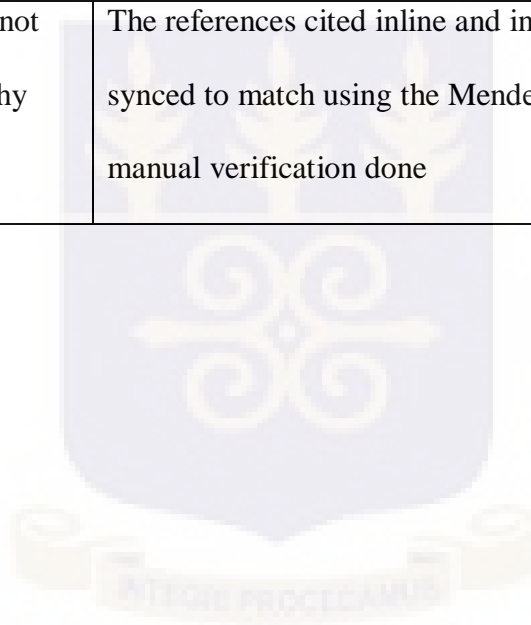 not
The references cited inline and in
hy
synced to match using the Mende
manual verification done
INTEGRI PROCEDAMUS